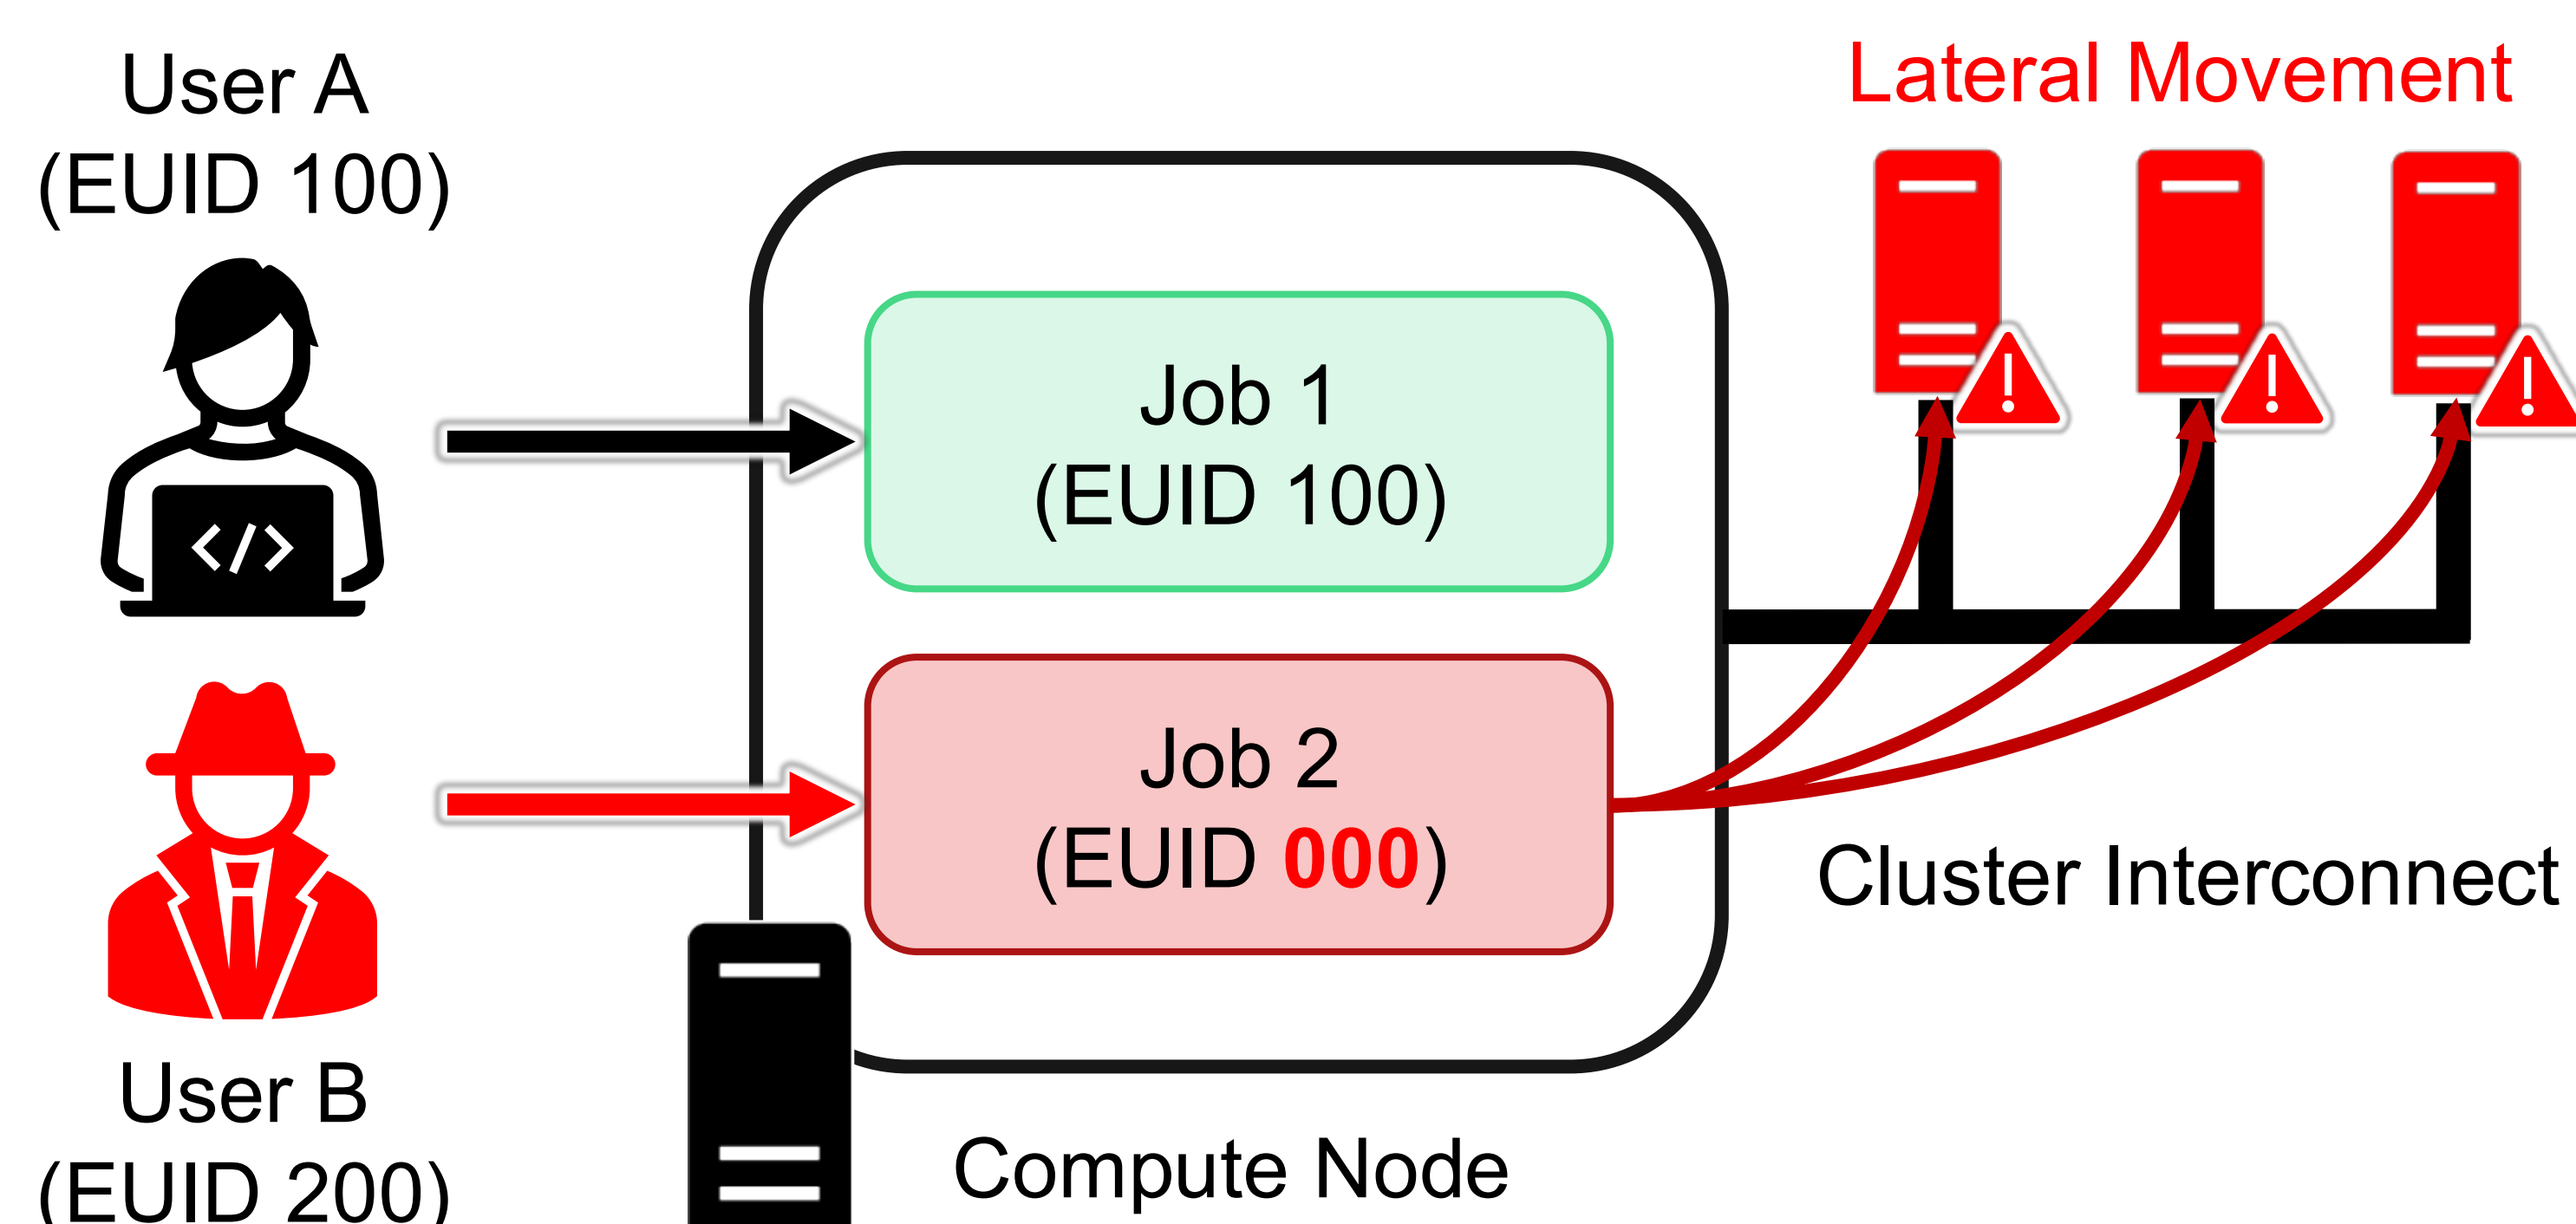 User A
(EUID 100)
</>
User B
(EUID 200)
Job 1
(EUID 100)
Job 2
(EUID 000)
Compute Node
Lateral Movement
Cluster Interconnect